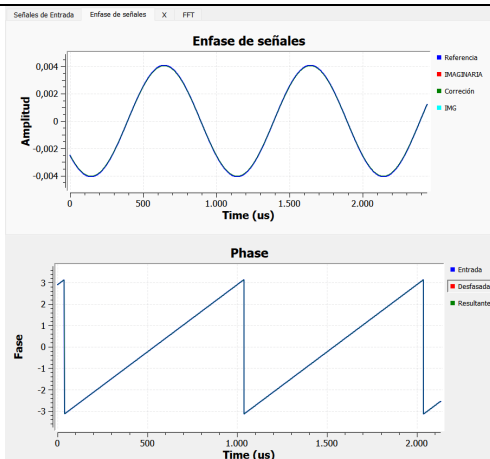 Señales de Entrada Enfase de señales X FFT
Enfase de señales
Amplitud
0,004
0,002
0
-0,002
-0,004
0 500 1.000 1.500 2.000
Time (us)
Referencia
IMAGINARIA
Correción
IMG
Phase
Fase
3
2
1
0
-1
-2
-3
0 500 1.000 1.500 2.000
Time (us)
Entrada
Desfasada
Resultante